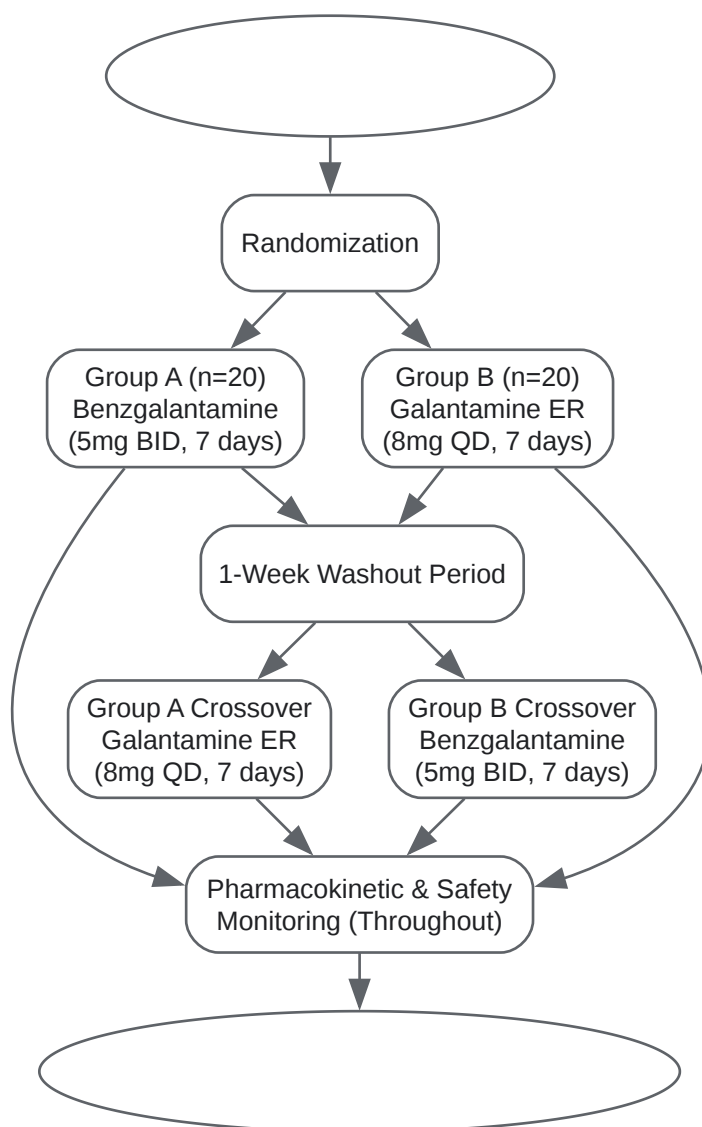 Randomization
Group A (n=20)
Benzgalantamine
(5mg BID, 7 days)
Group B (n=20)
Galantamine ER
(8mg QD, 7 days)
1-Week Washout Period
Group A Crossover
Galantamine ER
(8mg QD, 7 days)
Group B Crossover
Benzgalantamine
(5mg BID, 7 days)
Pharmacokinetic & Safety
Monitoring (Throughout)